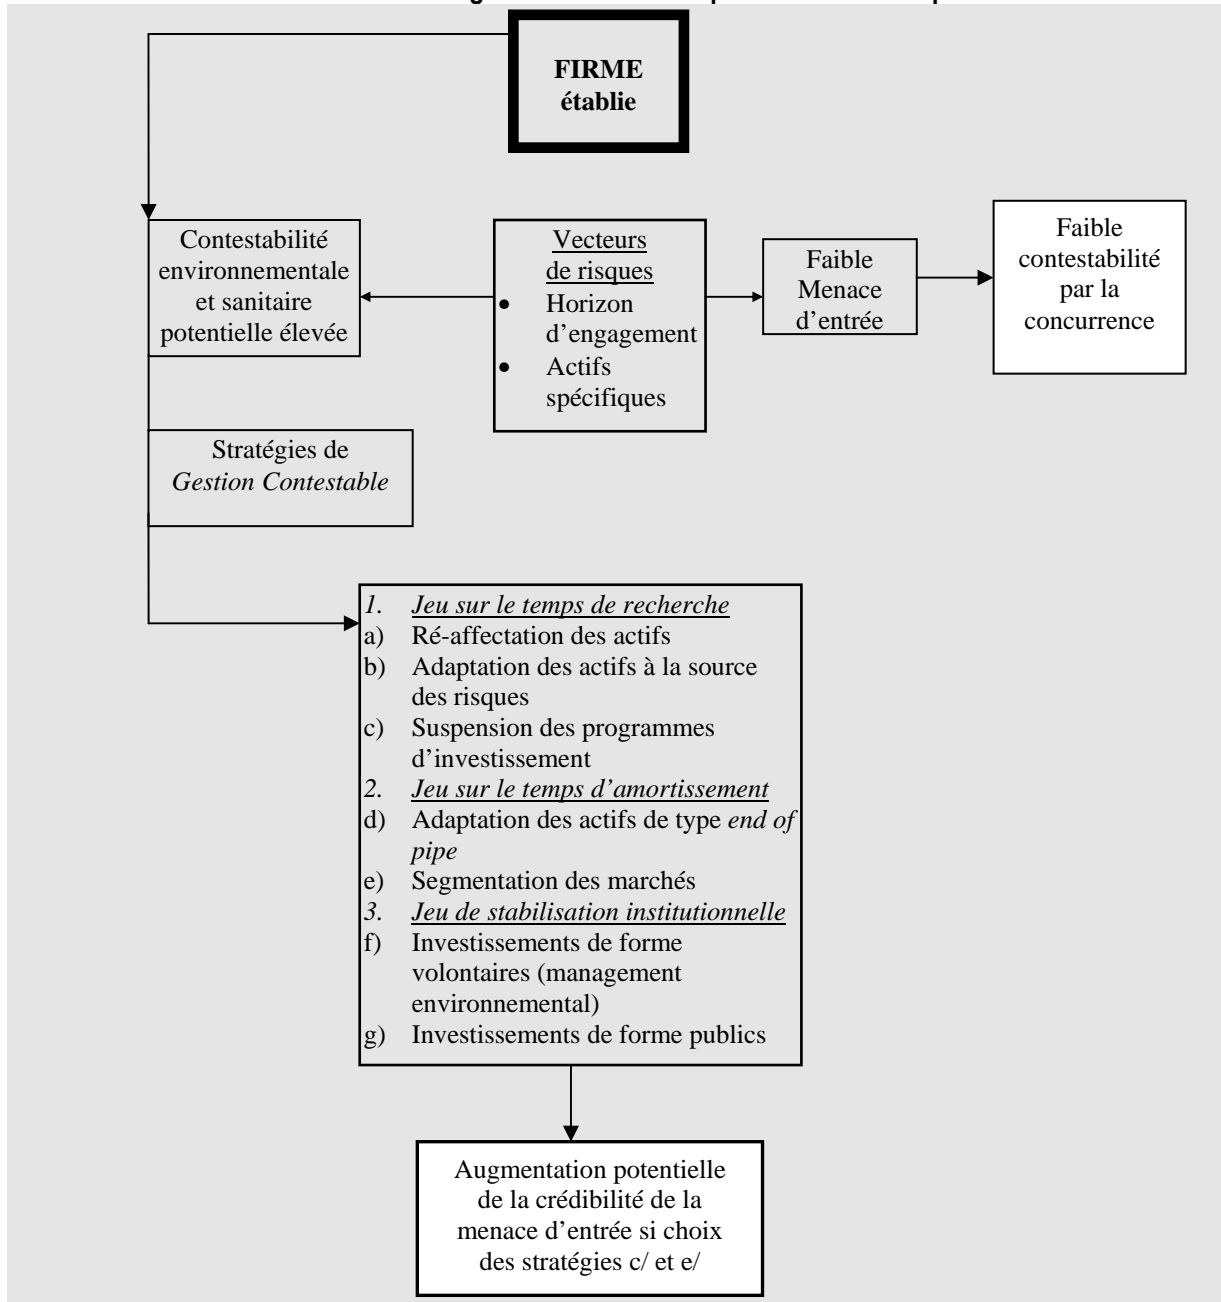 FIRME
établie
Contestabilité
environnementale
et sanitaire
potentielle élevée
Vecteurs
de risques
• Horizon
d’engagement
• Actifs
spécifiques
Faible
Menace
d’entrée
Faible
contestabilité
par la
concurrence
Stratégies de
Gestion Contestable
1. Jeu sur le temps de recherche
a) Ré-affectation des actifs
b) Adaptation des actifs à la source
des risques
c) Suspension des programmes
d’investissement
2. Jeu sur le temps d’amortissement
d) Adaptation des actifs de type end of
pipe
e) Segmentation des marchés
3. Jeu de stabilisation institutionnelle
f) Investissements de forme
volontaires (management
environnemental)
g) Investissements de forme publics
Augmentation potentielle
de la crédibilité de la
menace d’entrée si choix
des stratégies c/ et e/